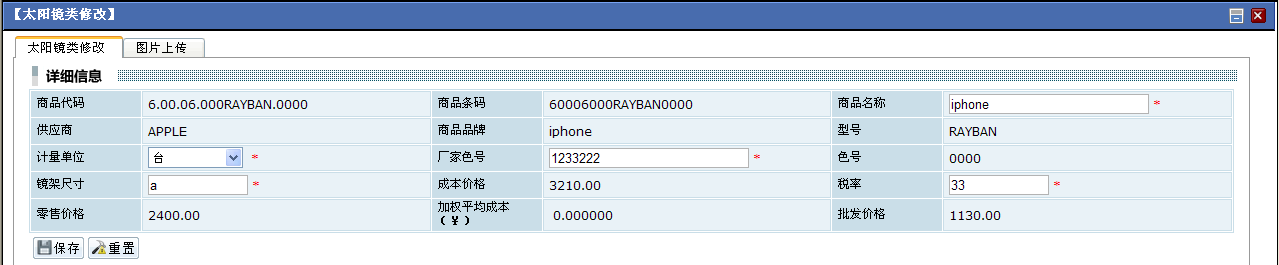 【太阳镜类修改】
太阳镜类修改 图片上传
详细信息
商品代码 6.00.06.000RAYBAN.0000 商品条码 60006000RAYBAN0000 商品名称 iphone *
供应商 APPLE 商品品牌 iphone 型号 RAYBAN
计量单位 台 * 厂家色号 1233222 * 色号 0000
镜架尺寸 a * 成本价格 3210.00 税率 33 *
零售价格 2400.00 加权平均成本（￥） 0.000000 批发价格 1130.00
保存 重置